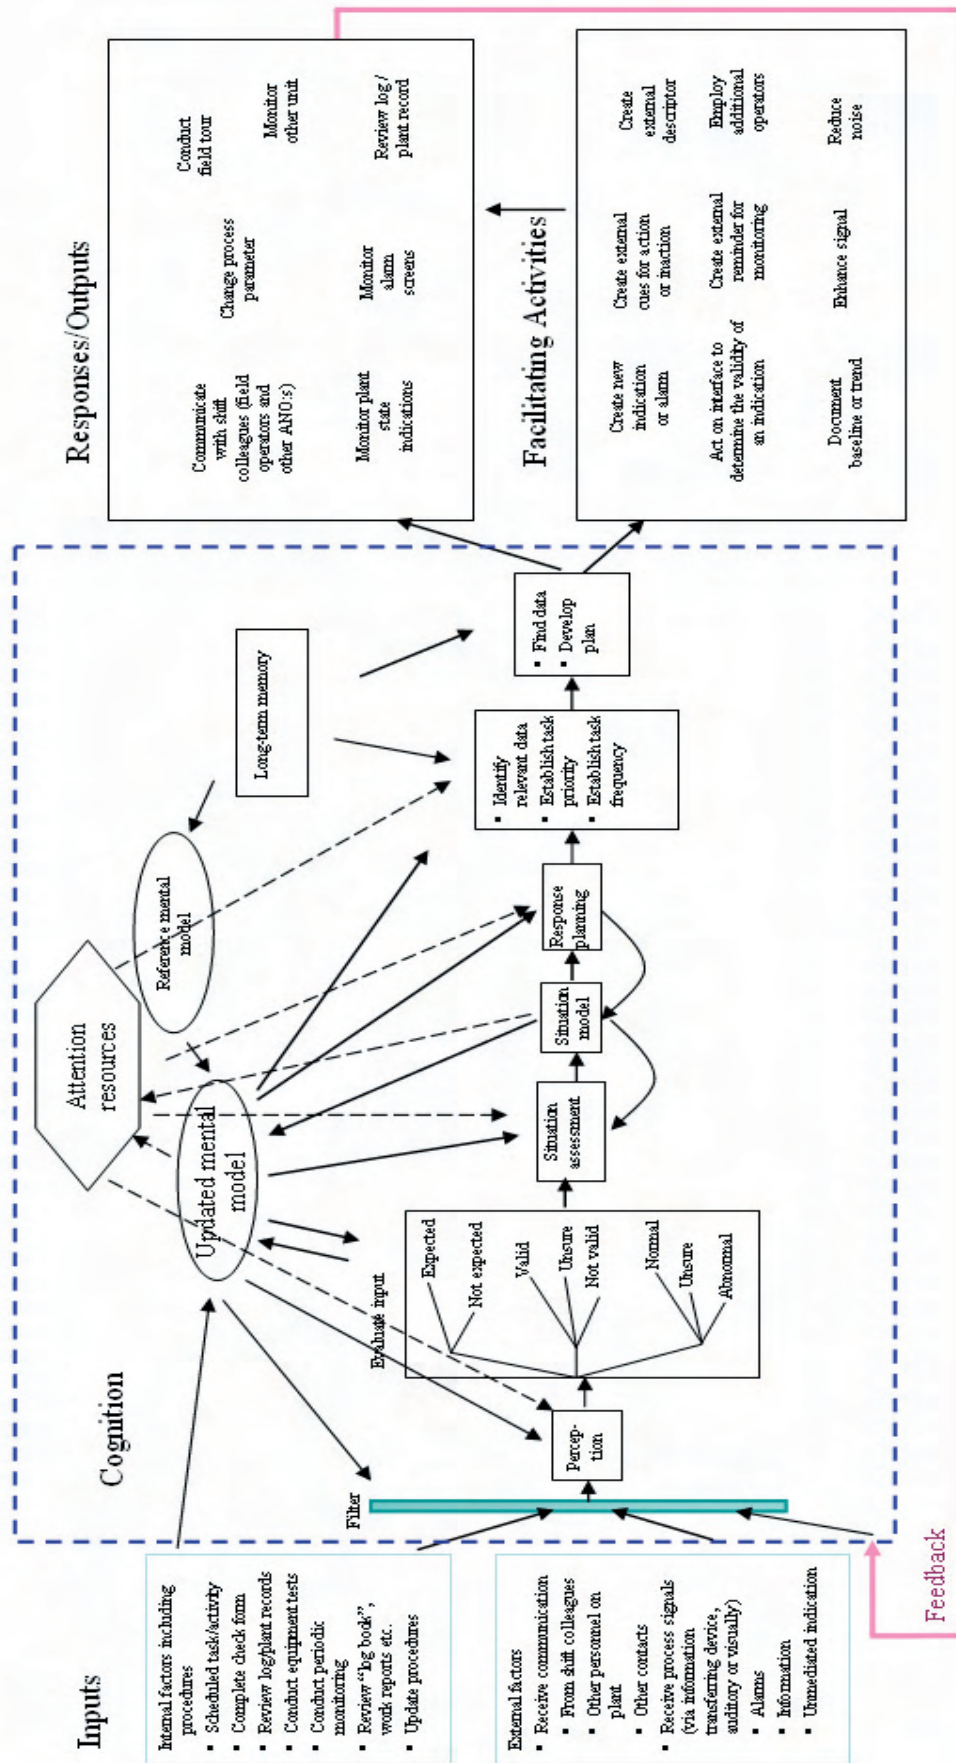 Inputs
Internal factors including
procedures
▪ Scheduled task/activity
▪ Complete check form
▪ Review log/plant records
▪ Conduct equipment tests
▪ Conduct periodic
monitoring
▪ Review "log book",
work reports etc.
▪ Update procedures
External factors
▪ Receive communication
▪ From shift colleagues
▪ Other personnel on
plant
▪ Other contacts
▪ Receive process signals
(via information
transferring device,
auditory or visually)
▪ Alarms
▪ Information
▪ Unmediated indication
Feedback
Cognition
Filter
Percep-
tion
Evaluate input
Expected
Not expected
Valid
Unsure
Not valid
Normal
Unsure
Abnormal
Updated mental
model
Attention
resources
Reference mental
model
Long-term memory
Situation
assessment
Situation
model
Response
planning
▪ Identify
relevant data
▪ Establish task
priority
▪ Establish task
frequency
▪ Find data
▪ Develop
plan
Responses/Outputs
Communicate
with shift
colleagues (field
operators and
other ANO:s)
Change process
parameter
Conduct
field tour
Monitor
other unit
Monitor plant
state
indications
Monitor
alarm
screens
Review log /
plant record
Facilitating Activities
Create new
indication
or alarm
Create external
cues for action
or inaction
Create
external
descriptor
Act on interface to
determine the validity of
an indication
Create external
reminder for
monitoring
Employ
additional
operators
Document
baseline or trend
Enhance signal
Reduce
noise